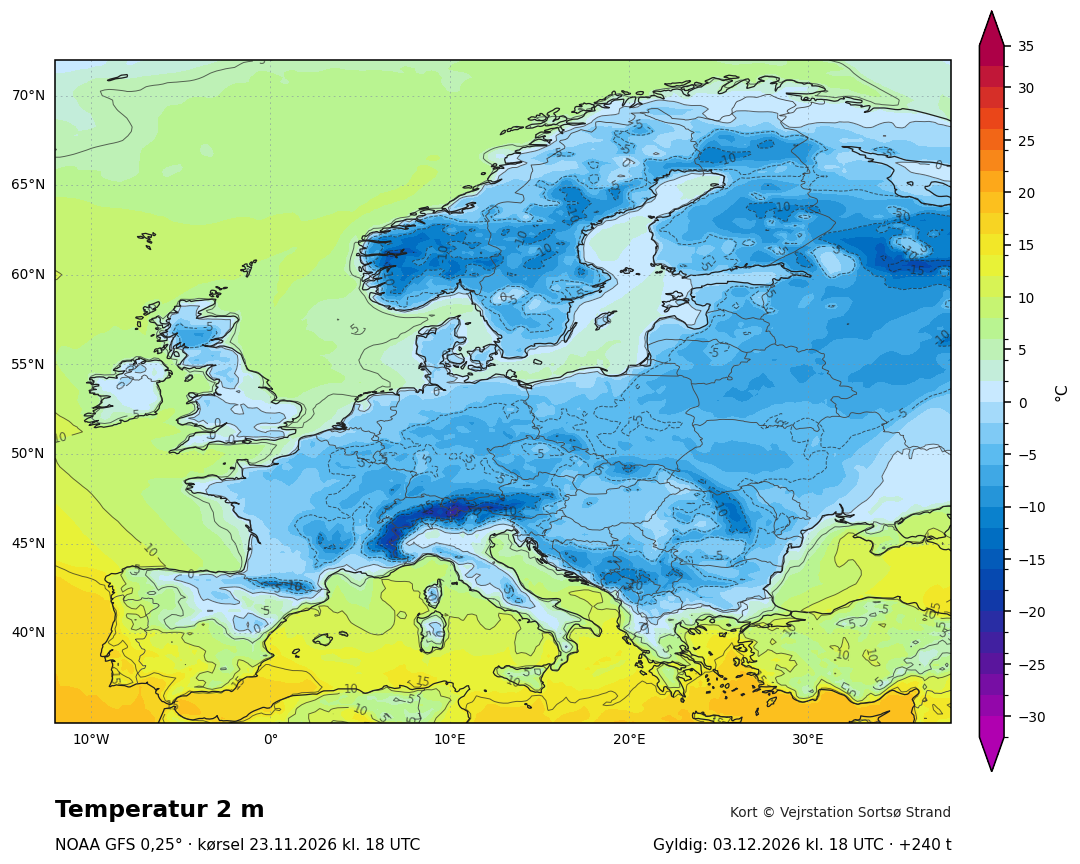 35
30
25
20
15
10
5
0
−5
−10
−15
−20
−25
−30
°C
70°N
65°N
60°N
55°N
50°N
45°N
40°N
10°W 0° 10°E 20°E 30°E
Temperatur 2 m
Kort © Vejrstation Sortsø Strand
NOAA GFS 0,25° · kørsel 23.11.2026 kl. 18 UTC
Gyldig: 03.12.2026 kl. 18 UTC · +240 t